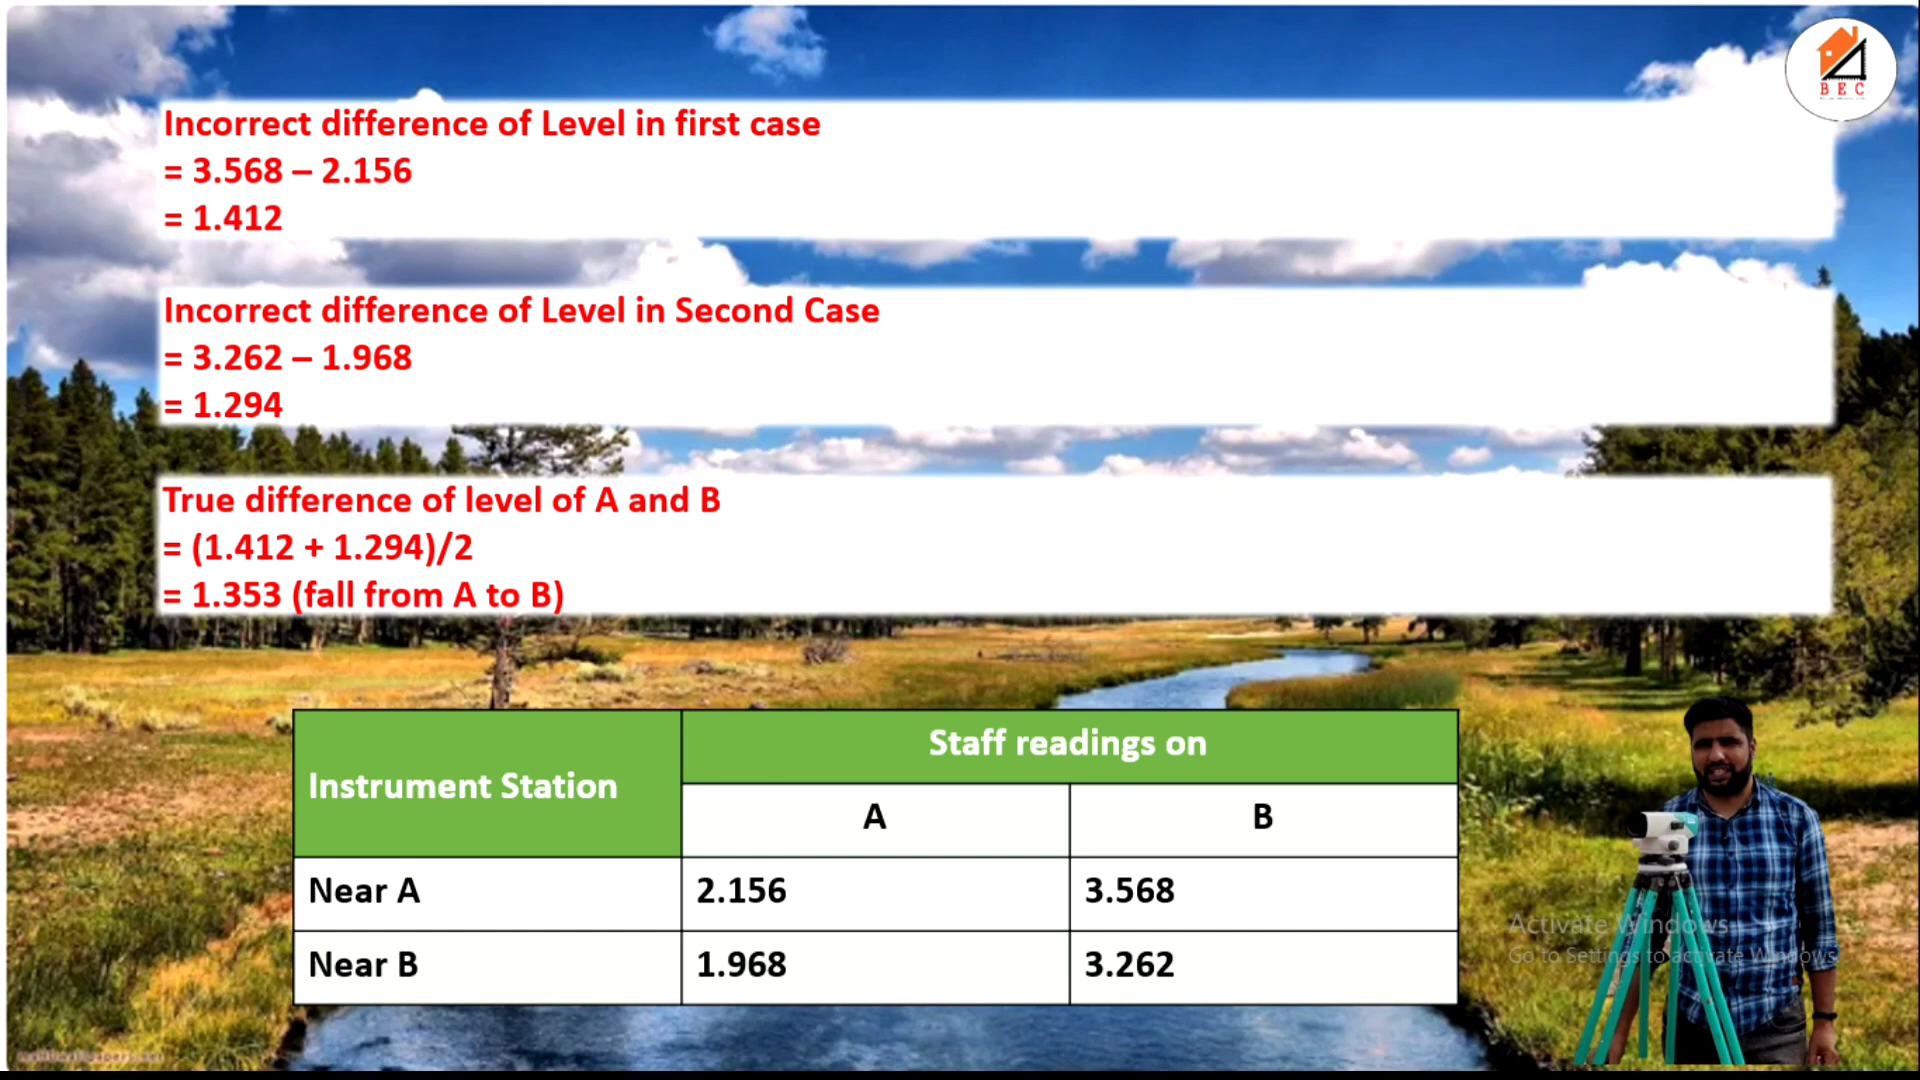 BEC
Incorrect difference of Level in first case
= 3.568 – 2.156
= 1.412
Incorrect difference of Level in Second Case
= 3.262 – 1.968
= 1.294
True difference of level of A and B
= (1.412 + 1.294)/2
= 1.353 (fall from A to B)
Instrument Station
Staff readings on
A B
Near A 2.156 3.568
Near B 1.968 3.262
Activate Windows
Go to Settings to activate Windows.